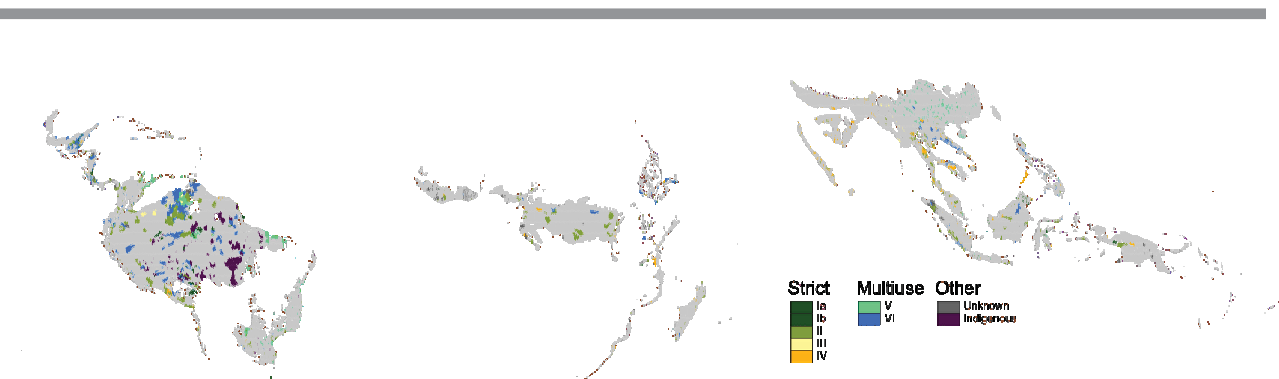 Strict Multiuse Other
Ia V Unknown
Ib VI Indigenous
II
III
IV